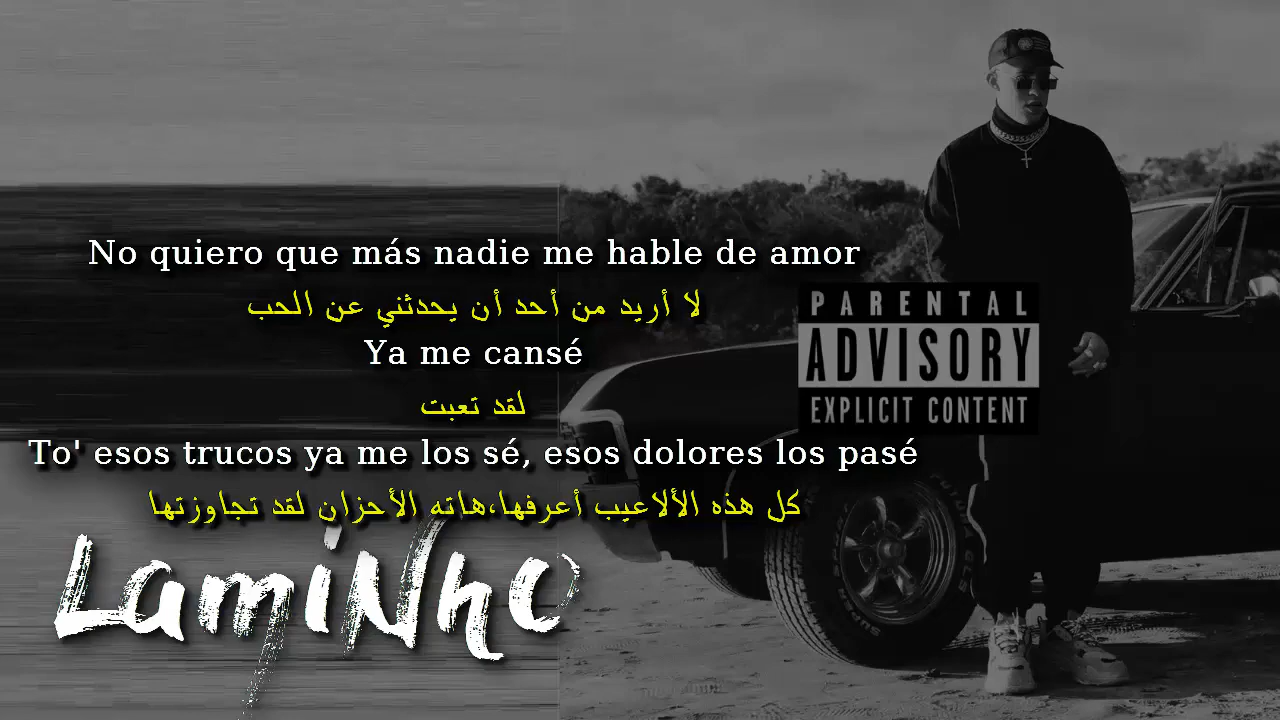 No quiero que más nadie me hable de amor
لا أريد من أحد أن يحدثني عن الحب
Ya me cansé
لقد تعبت
To' esos trucos ya me los sé, esos dolores los pasé
كل هذه الألاعيب أعرفها،هاته الأحزان لقد تجاوزتها
PARENTAL
ADVISORY
EXPLICIT CONTENT
LamiNho